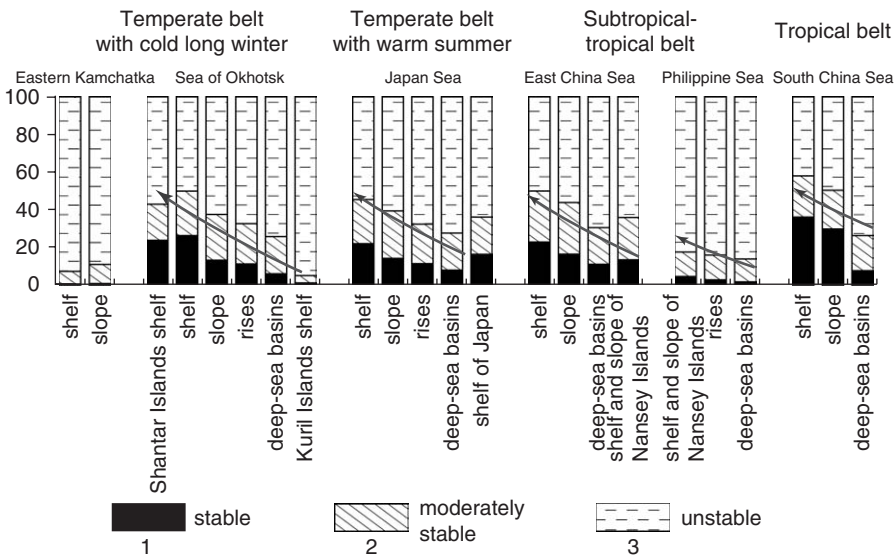 Temperate belt
with cold long winter
Temperate belt
with warm summer
Subtropical-
tropical belt
Tropical belt
Eastern Kamchatka
Sea of Okhotsk
Japan Sea
East China Sea
Philippine Sea
South China Sea
100
80
60
40
20
0
shelf
slope
Shantar Islands shelf
shelf
slope
rises
deep-sea basins
Kuril Islands shelf
shelf
slope
rises
deep-sea basins
shelf of Japan
shelf
slope
deep-sea basins
shelf and slope of
Nansey Islands
shelf and slope of
Nansey Islands
rises
deep-sea basins
shelf
slope
deep-sea basins
stable
1
moderately
stable
2
unstable
3